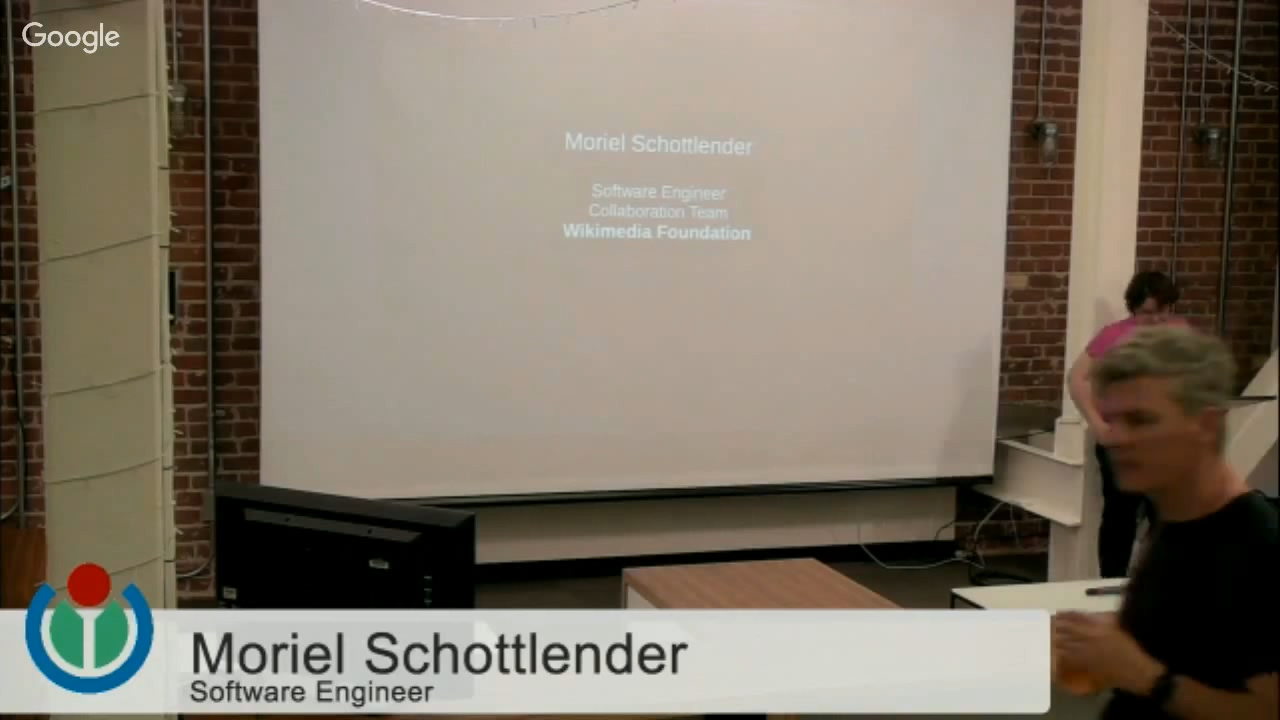 Google
Moriel Schottlender
Software Engineer
Collaboration Team
Wikimedia Foundation
Moriel Schottlender
Software Engineer